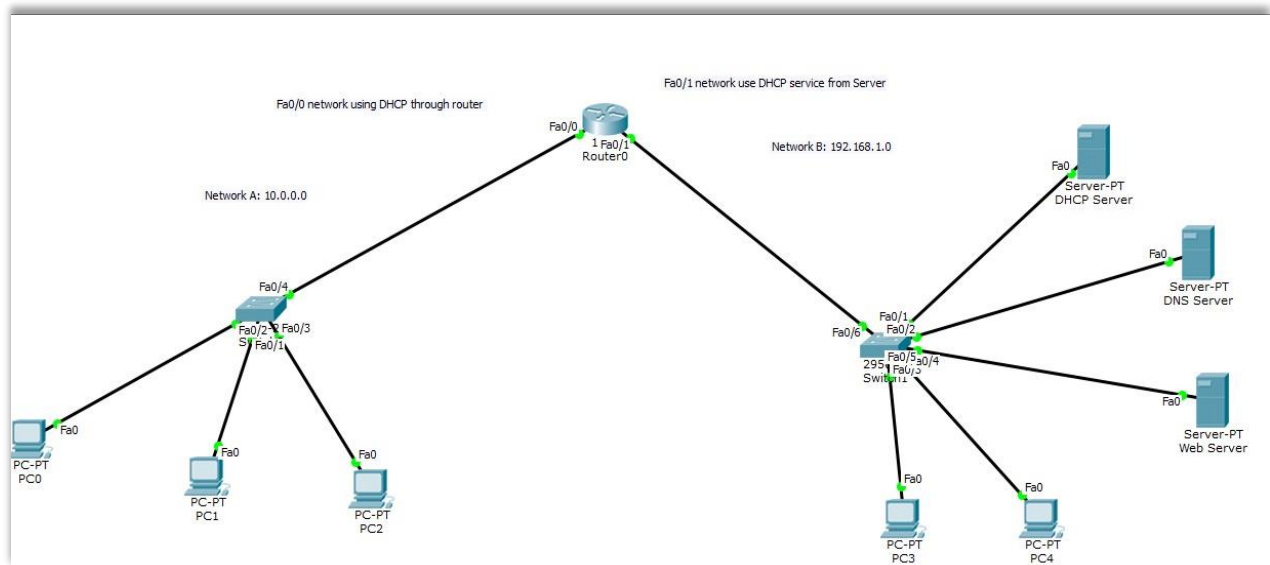 Fa0/1 network use DHCP service from Server
Fa0/0 network using DHCP through router
Fa0/0
1
Fa0/1
Router0
Network B: 192.168.1.0
Fa0
Server-PT
DHCP Server
Network A: 10.0.0.0
Fa0
Server-PT
DNS Server
Fa0/4
Fa0/1
Fa0/2
Fa0/6
Fa0/2
Fa0/3
Fa0/1
Fa0/5
Fa0/3
Switch1
Fa0
Server-PT
Web Server
Fa0
PC-PT
PC0
Fa0
PC-PT
PC1
Fa0
PC-PT
PC2
Fa0
PC-PT
PC3
Fa0
PC-PT
PC4